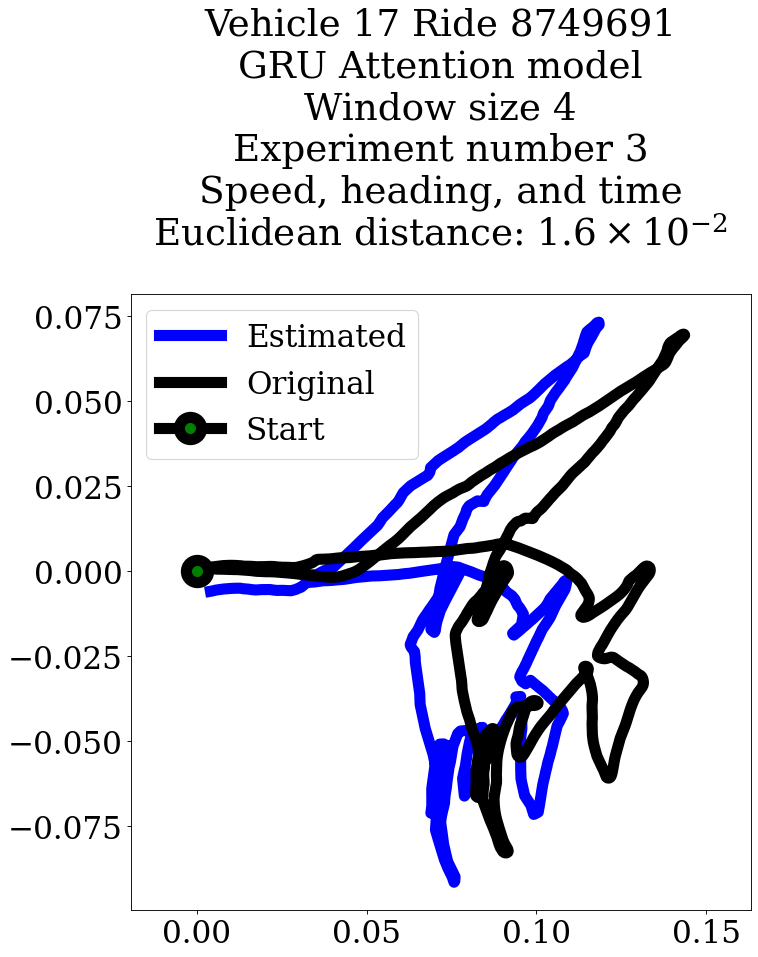 Vehicle 17 Ride 8749691
GRU Attention model
Window size 4
Experiment number 3
Speed, heading, and time
Euclidean distance: 1.6 × 10⁻²
Estimated
Original
Start
0.075
0.050
0.025
0.000
−0.025
−0.050
−0.075
0.00 0.05 0.10 0.15